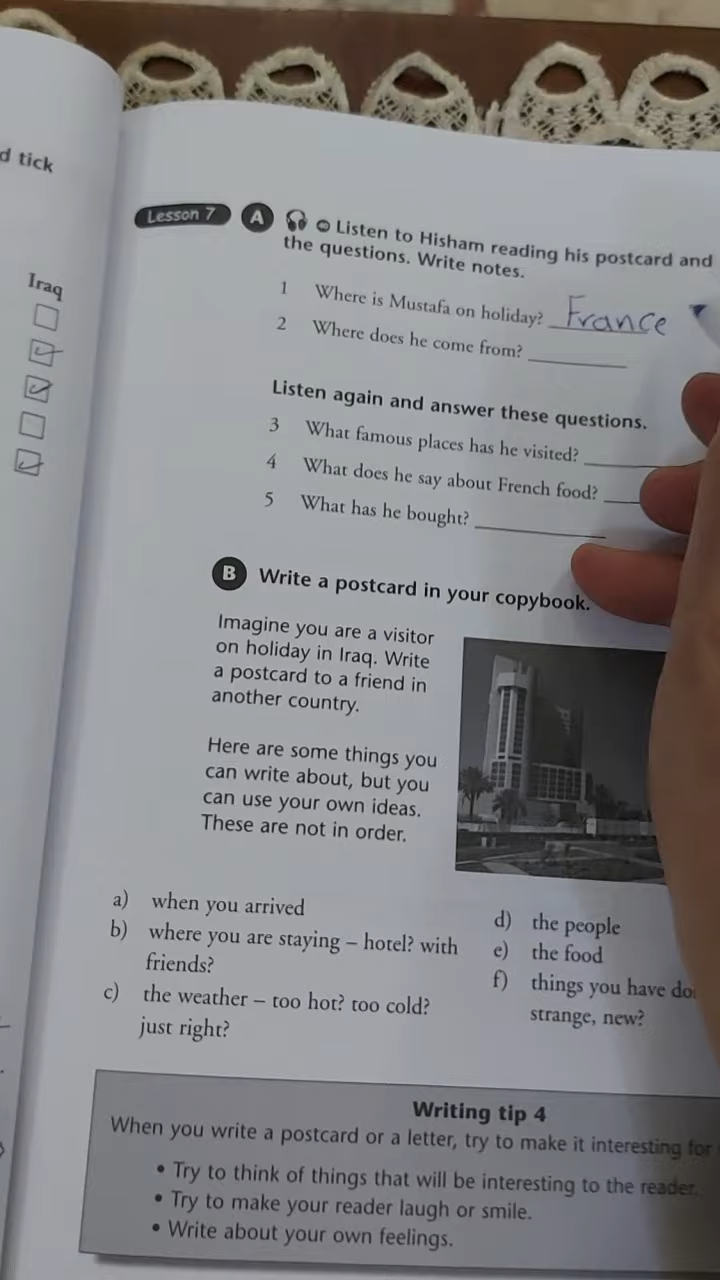 d tick
Iraq
Lesson 7 A Listen to Hisham reading his postcard and
the questions. Write notes.
1 Where is Mustafa on holiday? France
2 Where does he come from? ______
Listen again and answer these questions.
3 What famous places has he visited? ______
4 What does he say about French food? ______
5 What has he bought? ______
B Write a postcard in your copybook.
Imagine you are a visitor
on holiday in Iraq. Write
a postcard to a friend in
another country.
Here are some things you
can write about, but you
can use your own ideas.
These are not in order.
a) when you arrived
b) where you are staying – hotel? with
friends?
c) the weather – too hot? too cold?
just right?
d) the people
e) the food
f) things you have do
strange, new?
Writing tip 4
When you write a postcard or a letter, try to make it interesting for
• Try to think of things that will be interesting to the reader.
• Try to make your reader laugh or smile.
• Write about your own feelings.